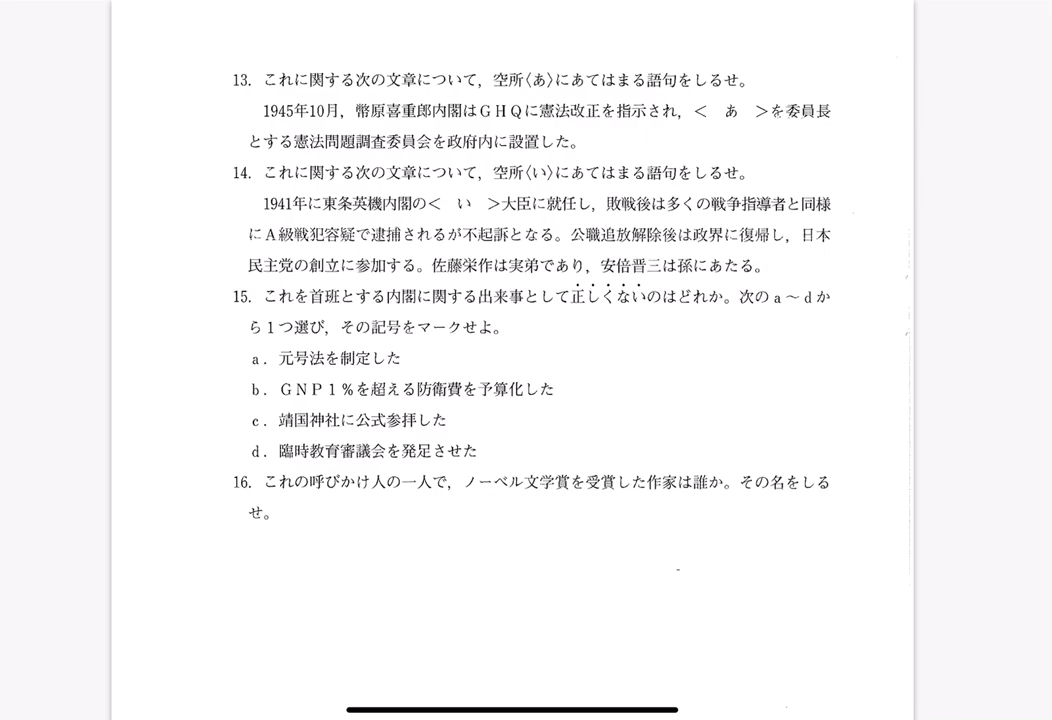 13. これに関する次の文章について，空所〈あ〉にあてはまる語句をしるせ。
1945年10月，幣原喜重郎内閣はＧＨＱに憲法改正を指示され，＜　あ　＞を委員長
とする憲法問題調査委員会を政府内に設置した。
14. これに関する次の文章について，空所〈い〉にあてはまる語句をしるせ。
1941年に東条英機内閣の＜　い　＞大臣に就任し，敗戦後は多くの戦争指導者と同様
にＡ級戦犯容疑で逮捕されるが不起訴となる。公職追放解除後は政界に復帰し，日本
民主党の創立に参加する。佐藤栄作は実弟であり，安倍晋三は孫にあたる。
15. これを首班とする内閣に関する出来事として正しくないのはどれか。次のａ～ｄか
ら１つ選び，その記号をマークせよ。
ａ．元号法を制定した
ｂ．ＧＮＰ１％を超える防衛費を予算化した
ｃ．靖国神社に公式参拝した
ｄ．臨時教育審議会を発足させた
16. これの呼びかけ人の一人で，ノーベル文学賞を受賞した作家は誰か。その名をしる
せ。